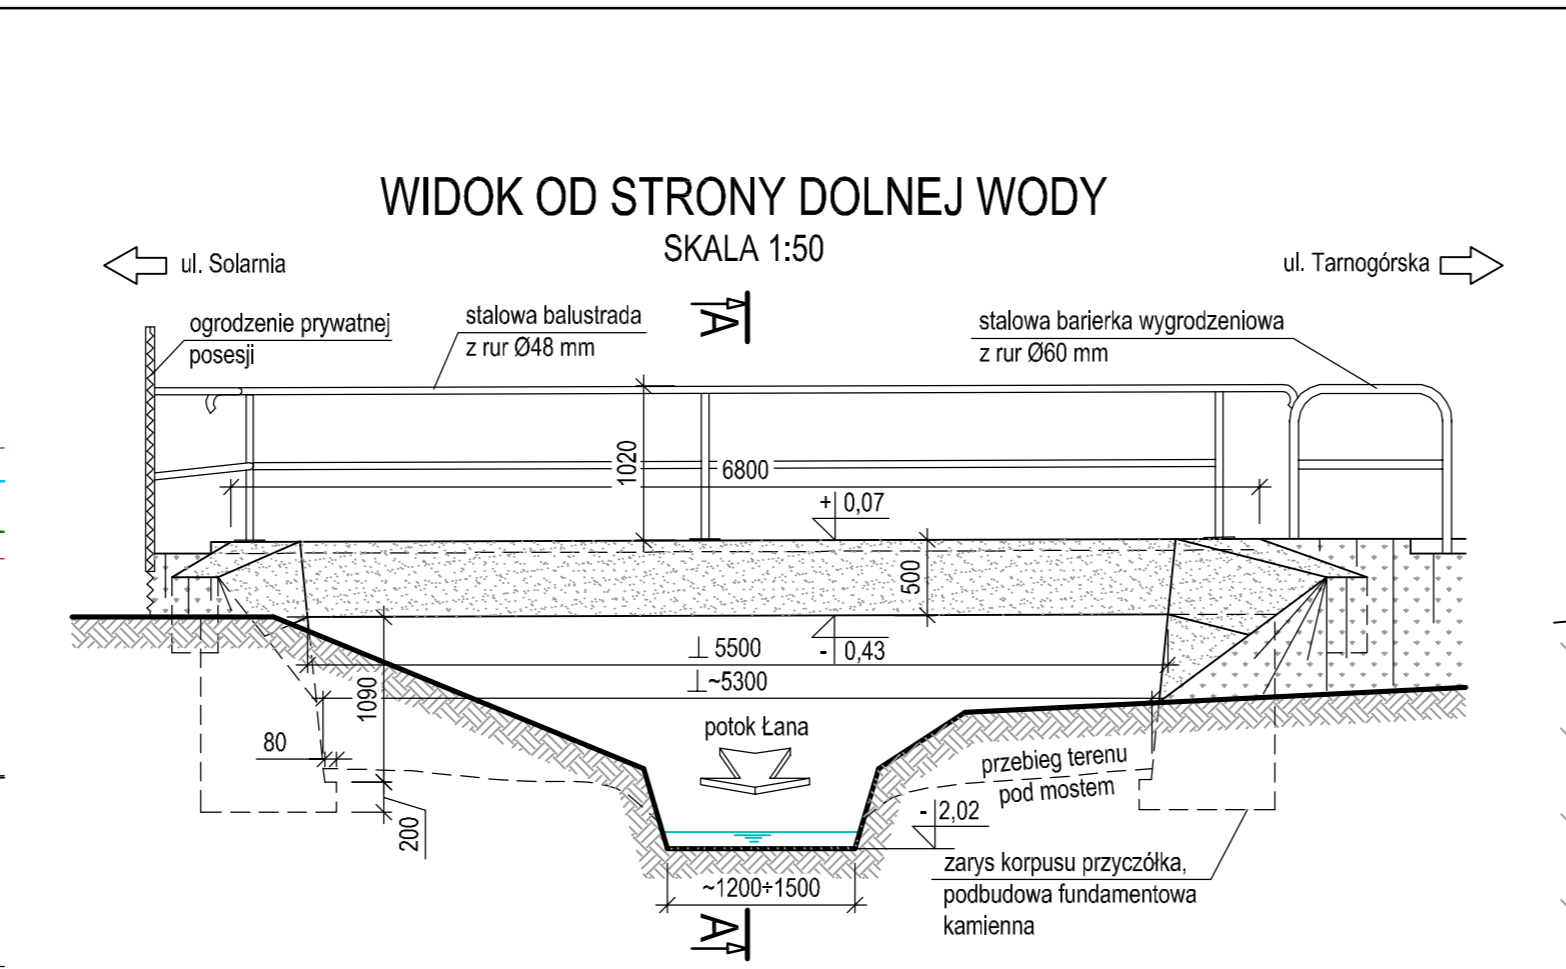 WIDOK OD STRONY DOLNEJ WODY
SKALA 1:50
ul. Solarnia
ul. Tarnogórska
ogrodzenie prywatnej
posesji
stalowa balustrada
z rur Ø48 mm
A
stalowa barierka wygrodzeniowa
z rur Ø60 mm
1020
6800
+ 0,07
500
⊥ 5500
- 0,43
⊥~5300
1090
potok Łana
80
przebieg terenu
pod mostem
- 2,02
200
~1200÷1500
zarys korpusu przyczółka,
podbudowa fundamentowa
kamienna
A